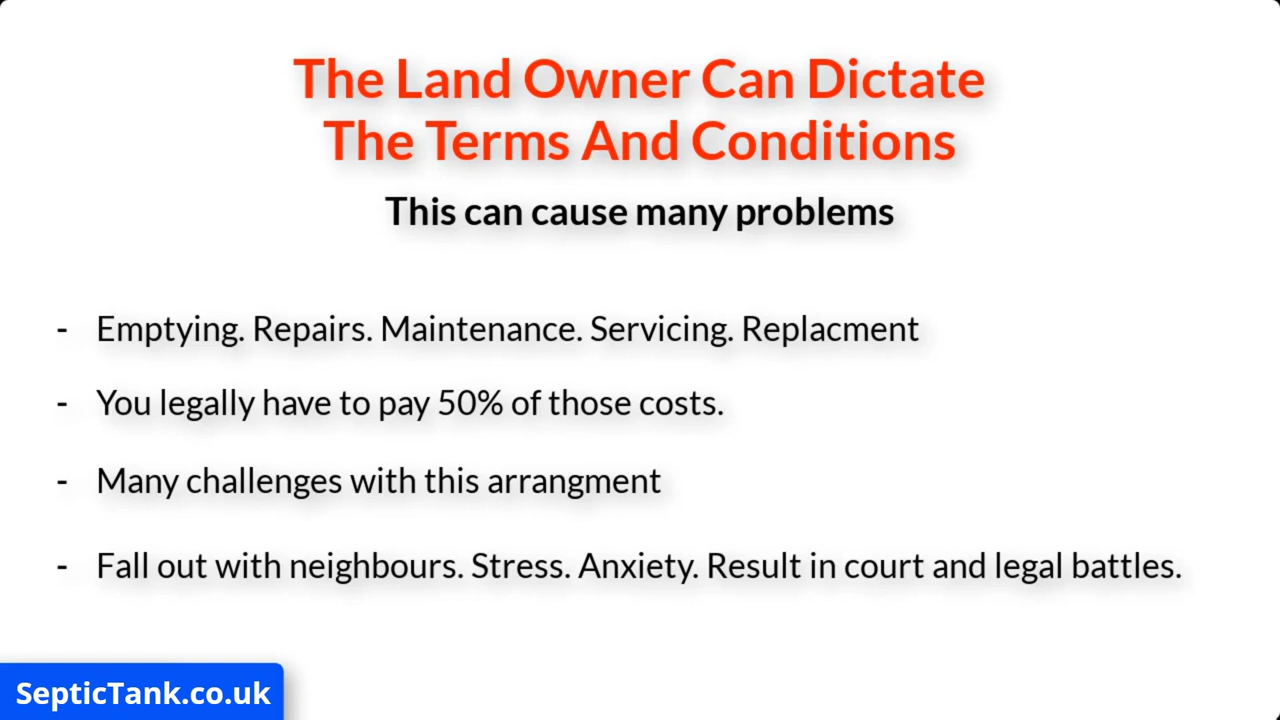 The Land Owner Can Dictate
The Terms And Conditions
This can cause many problems
- Emptying. Repairs. Maintenance. Servicing. Replacment
- You legally have to pay 50% of those costs.
- Many challenges with this arrangment
- Fall out with neighbours. Stress. Anxiety. Result in court and legal battles.
SepticTank.co.uk